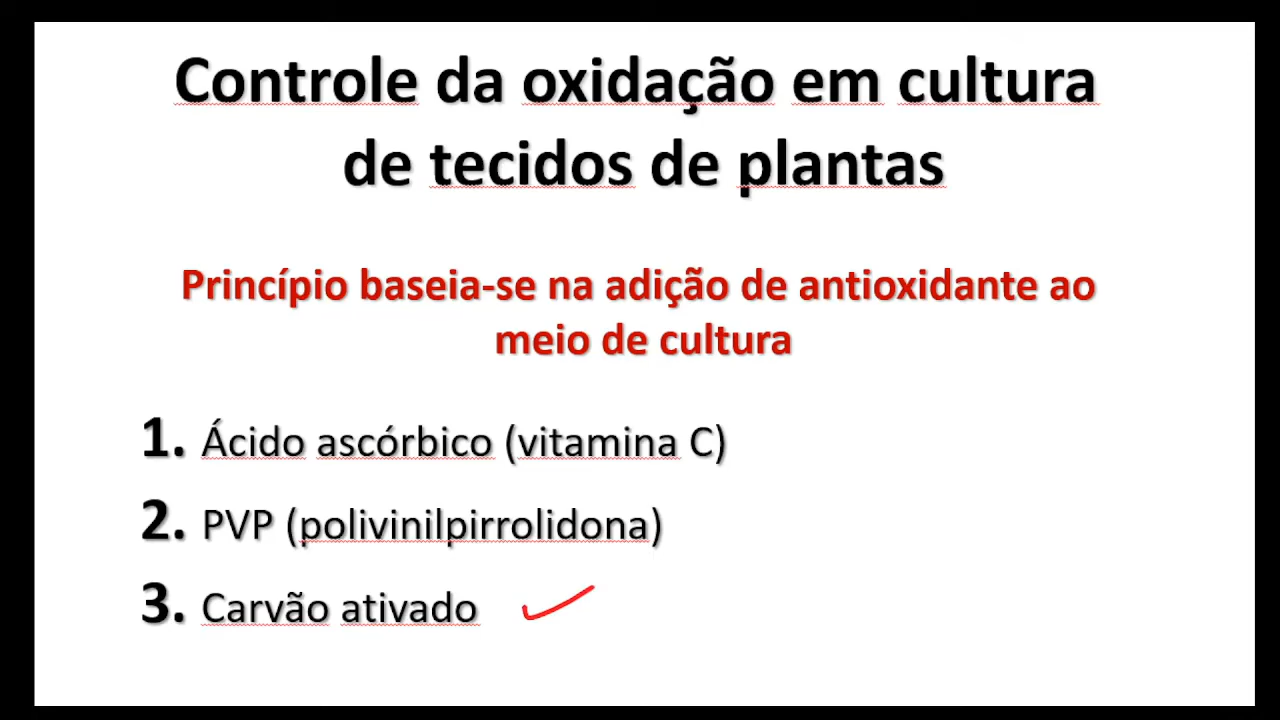 Controle da oxidação em cultura
de tecidos de plantas
Princípio baseia-se na adição de antioxidante ao
meio de cultura
1. Ácido ascórbico (vitamina C)
2. PVP (polivinilpirrolidona)
3. Carvão ativado